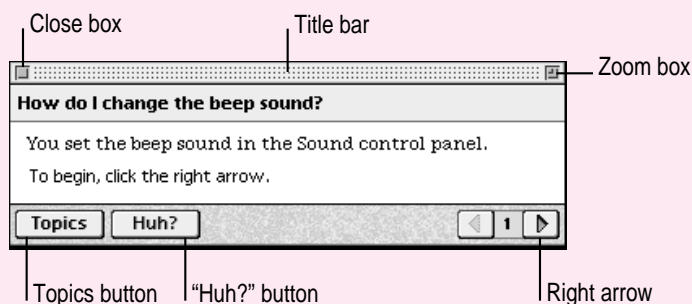 Close box
Title bar
Zoom box
How do I change the beep sound?
You set the beep sound in the Sound control panel.
To begin, click the right arrow.
Topics
Huh?
1
Topics button
“Huh?” button
Right arrow